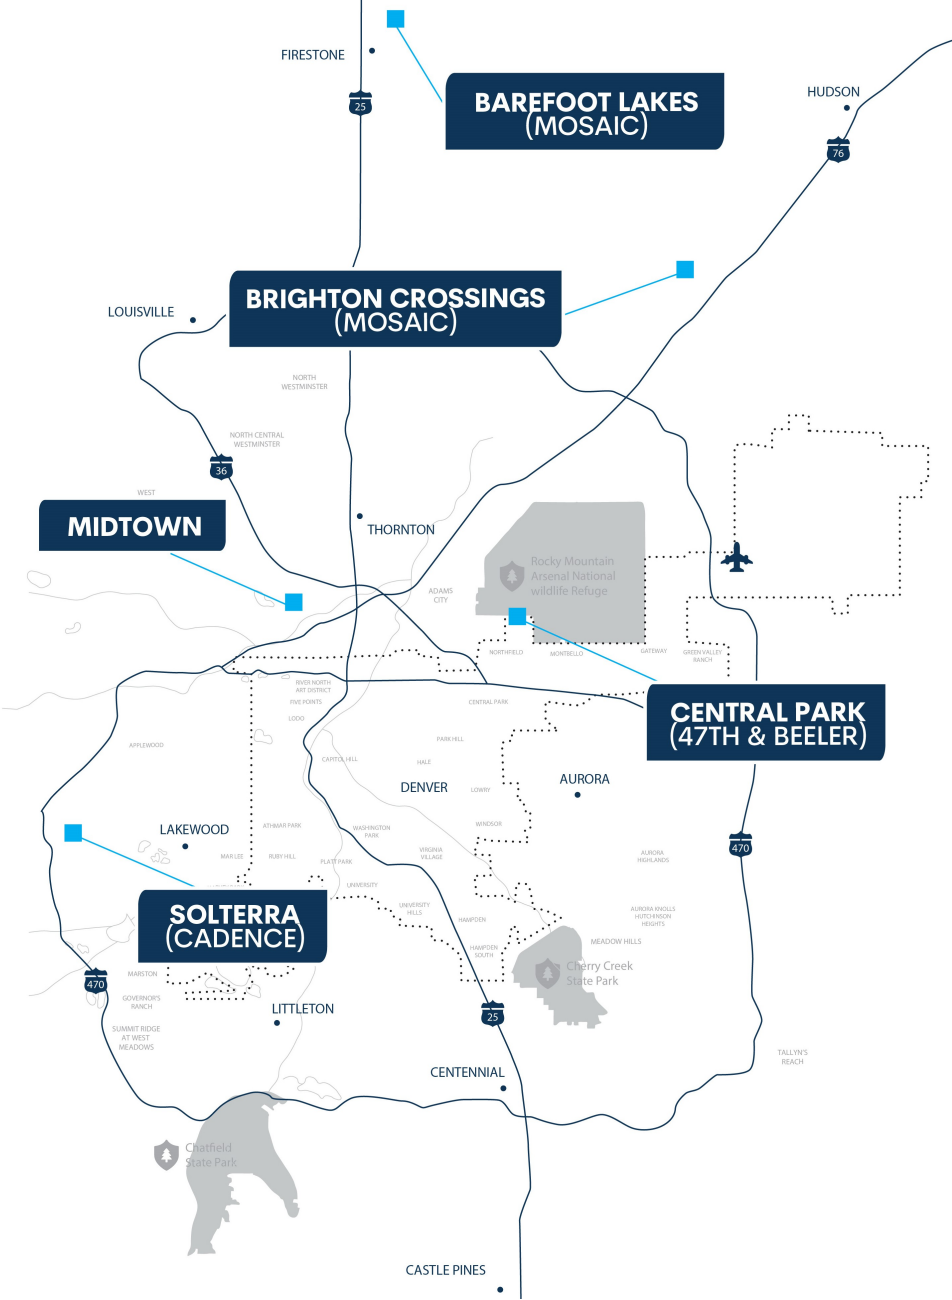 FIRESTONE
25
BAREFOOT LAKES
(MOSAIC)
HUDSON
76
BRIGHTON CROSSINGS
(MOSAIC)
LOUISVILLE
NORTH
WESTMINSTER
NORTH CENTRAL
WESTMINSTER
36
WEST
MIDTOWN
THORNTON
Rocky Mountain
Arsenal National
wildlife Refuge
ADAMS
CITY
NORTHFIELD
MONTBELLO
GATEWAY
GREEN VALLEY
RANCH
RIVER NORTH
ART DISTRICT
FIVE POINTS
LODO
CENTRAL PARK
CENTRAL PARK
(47TH & BEELER)
APPLEWOOD
PARK HILL
CAPITOL HILL
HALE
DENVER
LOWRY
AURORA
LAKEWOOD
ATHMAR PARK
WASHINGTON
PARK
WINDSOR
470
MAR LEE
RUBY HILL
PLATT PARK
VIRGINIA
VILLAGE
AURORA
HIGHLANDS
UNIVERSITY
SOLTERRA
(CADENCE)
UNIVERSITY
HILLS
HAMPDEN
AURORA KNOLLS
HUTCHINSON
HEIGHTS
HAMPDEN
SOUTH
MEADOW HILLS
Cherry Creek
State Park
MARSTON
470
GOVERNOR'S
RANCH
LITTLETON
25
SUMMIT RIDGE
AT WEST
MEADOWS
TALLYN'S
REACH
CENTENNIAL
Chatfield
State Park
CASTLE PINES